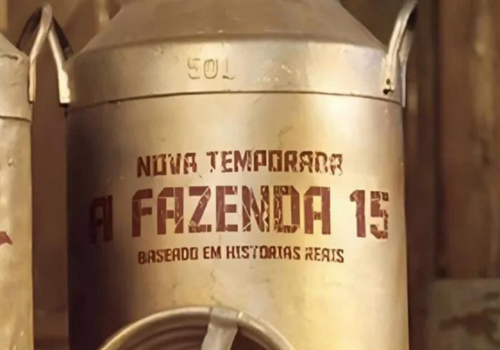 50L
NOVA TEMPORADA
A FAZENDA 15
BASEADO EM HISTÓRIAS REAIS